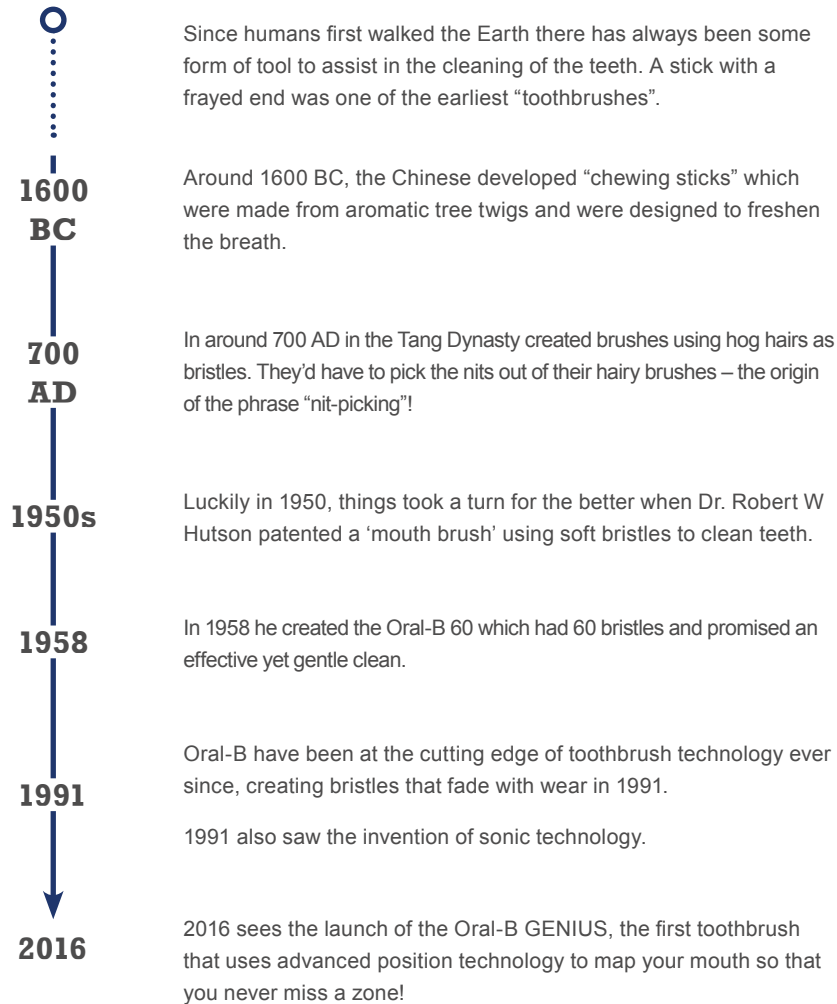 Since humans first walked the Earth there has always been some
form of tool to assist in the cleaning of the teeth. A stick with a
frayed end was one of the earliest “toothbrushes”.
1600
BC
Around 1600 BC, the Chinese developed “chewing sticks” which
were made from aromatic tree twigs and were designed to freshen
the breath.
700
AD
In around 700 AD in the Tang Dynasty created brushes using hog hairs as
bristles. They’d have to pick the nits out of their hairy brushes – the origin
of the phrase “nit-picking”!
1950s
Luckily in 1950, things took a turn for the better when Dr. Robert W
Hutson patented a ‘mouth brush’ using soft bristles to clean teeth.
1958
In 1958 he created the Oral-B 60 which had 60 bristles and promised an
effective yet gentle clean.
1991
Oral-B have been at the cutting edge of toothbrush technology ever
since, creating bristles that fade with wear in 1991.
1991 also saw the invention of sonic technology.
2016
2016 sees the launch of the Oral-B GENIUS, the first toothbrush
that uses advanced position technology to map your mouth so that
you never miss a zone!